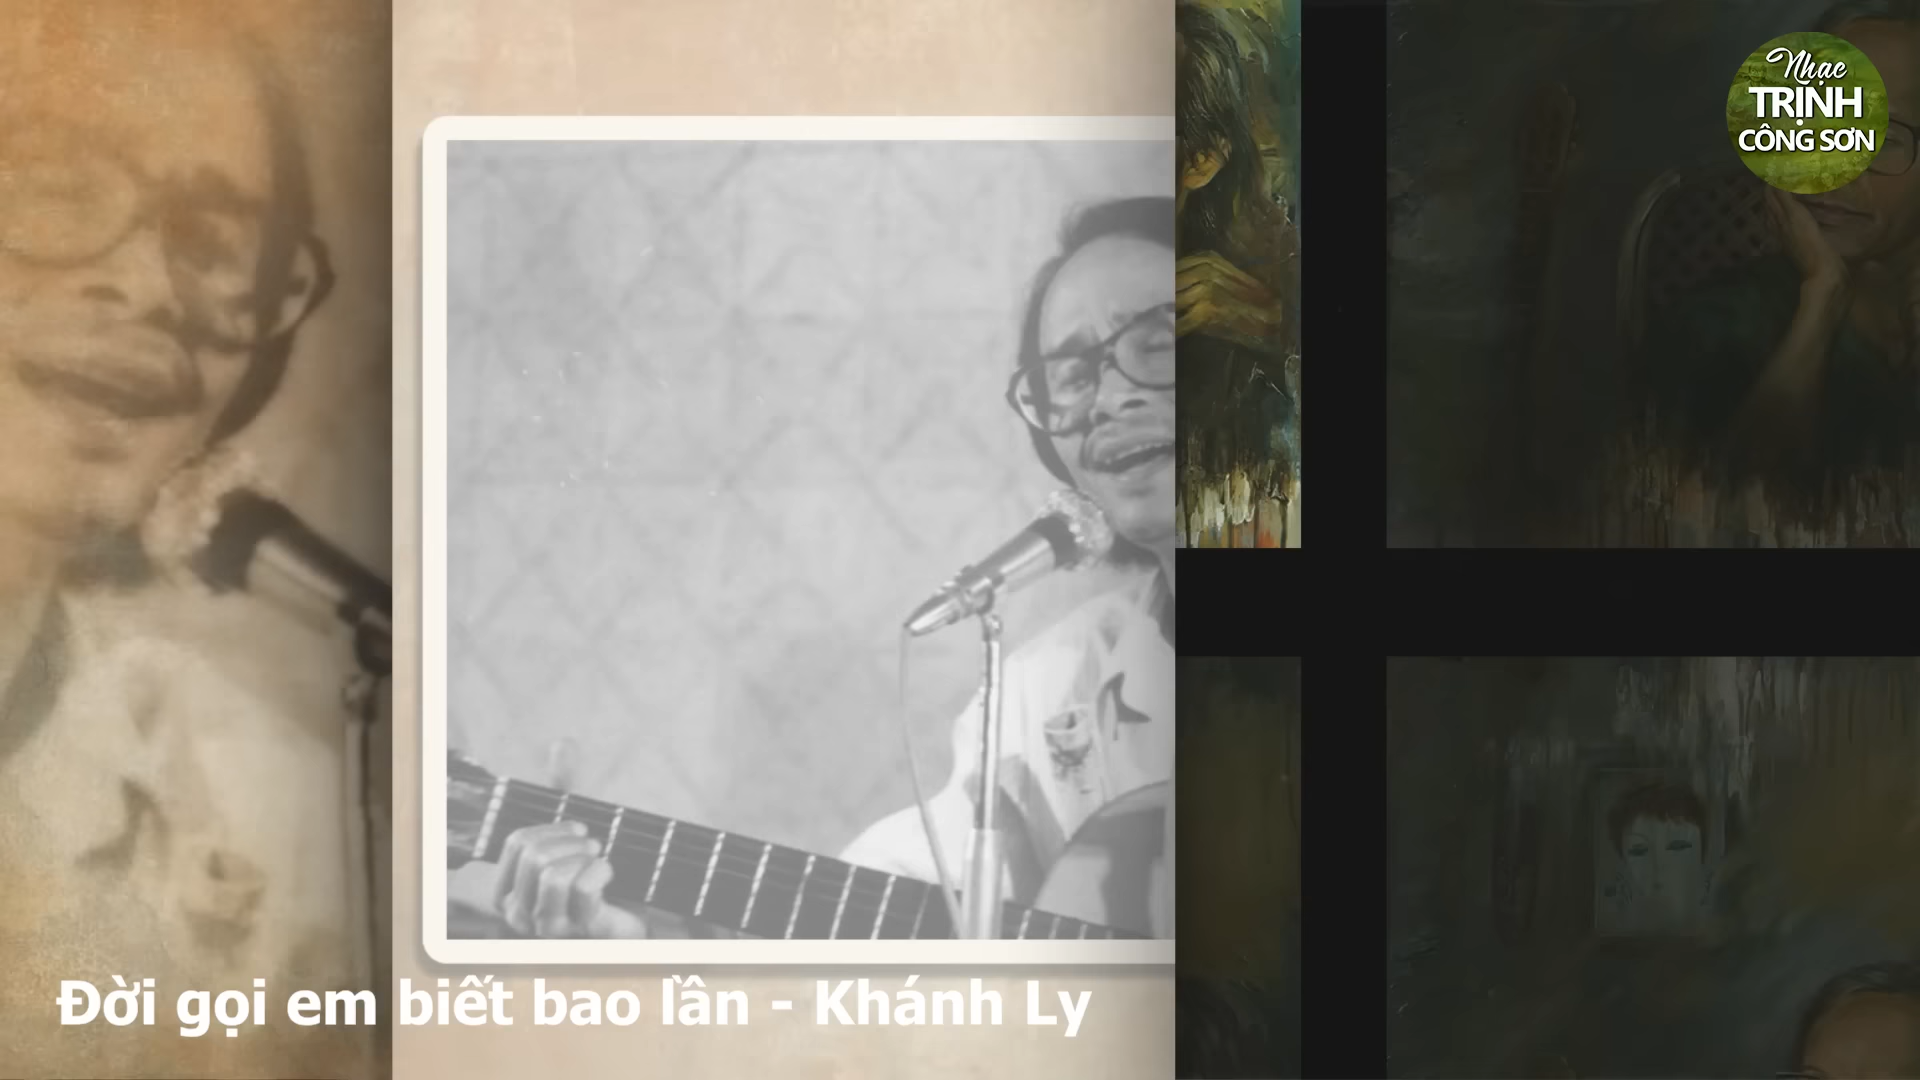 Nhạc
TRỊNH
CÔNG SƠN
Đời gọi em biết bao lần - Khánh Ly